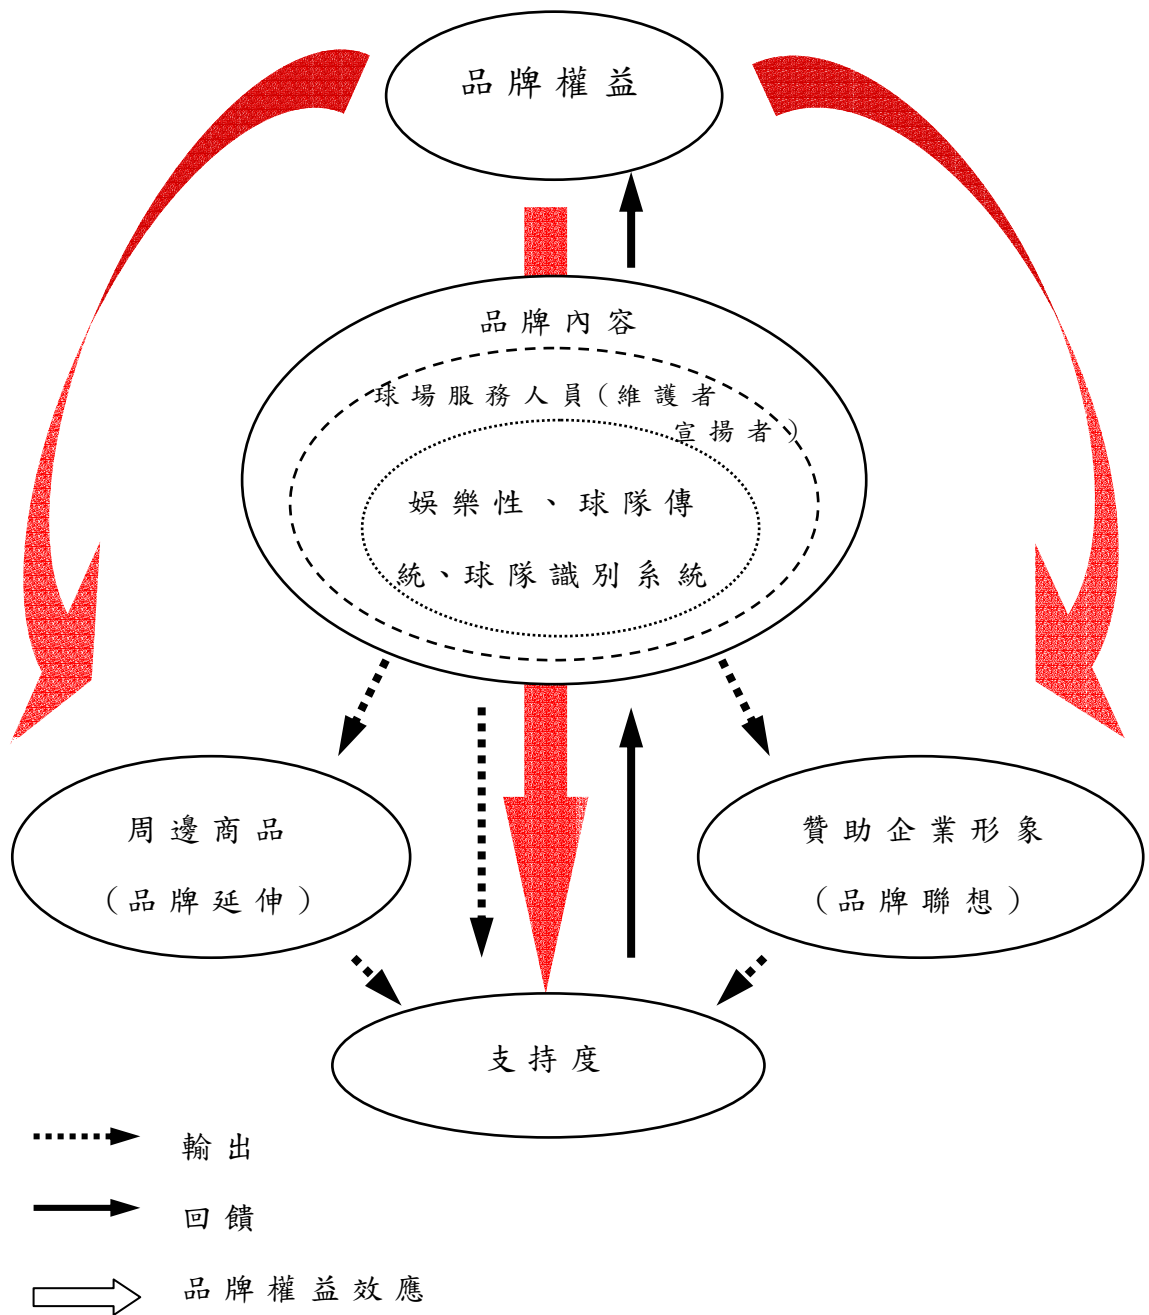 品牌權益
品牌內容
球場服務人員（維護者
宣揚者）
娛樂性、球隊傳
統、球隊識別系統
周邊商品
（品牌延伸）
贊助企業形象
（品牌聯想）
支持度
輸出
回饋
品牌權益效應